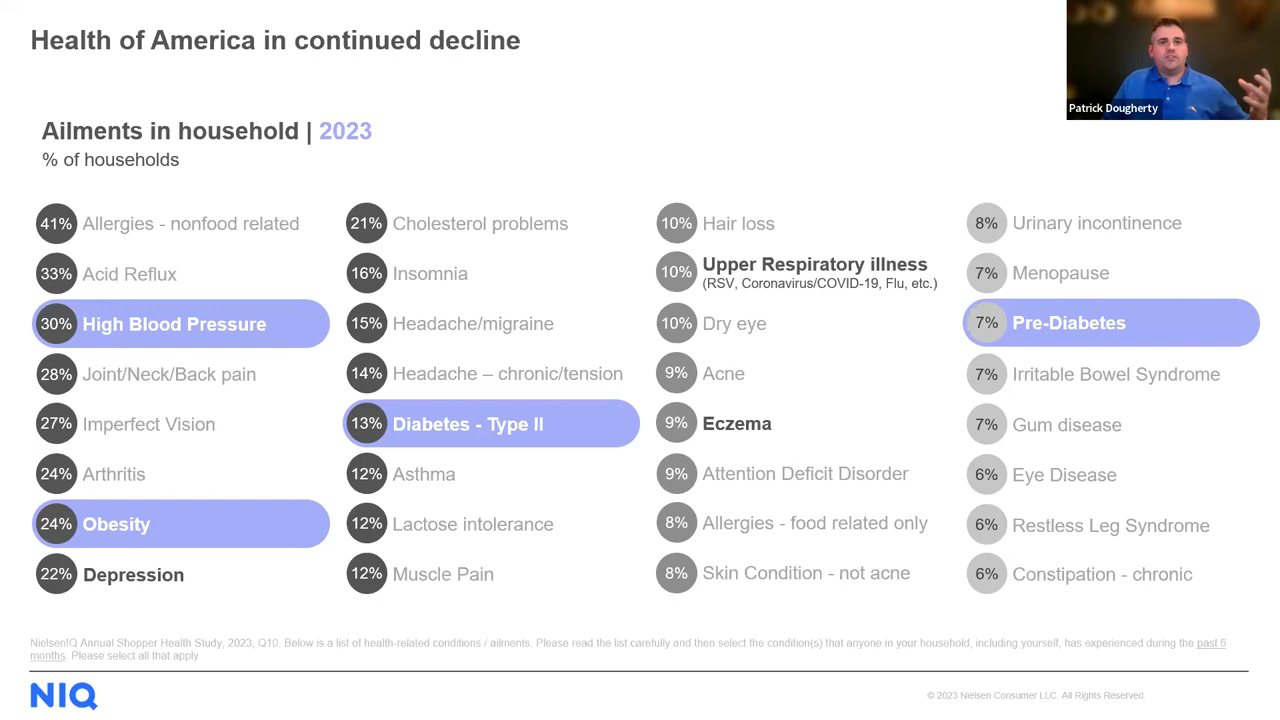 Health of America in continued decline
Patrick Dougherty
Ailments in household | 2023
% of households
41% Allergies - nonfood related
33% Acid Reflux
30% High Blood Pressure
28% Joint/Neck/Back pain
27% Imperfect Vision
24% Arthritis
24% Obesity
22% Depression
21% Cholesterol problems
16% Insomnia
15% Headache/migraine
14% Headache – chronic/tension
13% Diabetes - Type II
12% Asthma
12% Lactose intolerance
12% Muscle Pain
10% Hair loss
10% Upper Respiratory illness
(RSV, Coronavirus/COVID-19, Flu, etc.)
10% Dry eye
9% Acne
9% Eczema
9% Attention Deficit Disorder
8% Allergies - food related only
8% Skin Condition - not acne
8% Urinary incontinence
7% Menopause
7% Pre-Diabetes
7% Irritable Bowel Syndrome
7% Gum disease
6% Eye Disease
6% Restless Leg Syndrome
6% Constipation - chronic
NielsenIQ Annual Shopper Health Study, 2023, Q10. Below is a list of health-related conditions / ailments. Please read the list carefully and then select the condition(s) that anyone in your household, including yourself, has experienced during the past 6
months. Please select all that apply
NIQ
© 2023 Nielsen Consumer LLC. All Rights Reserved.